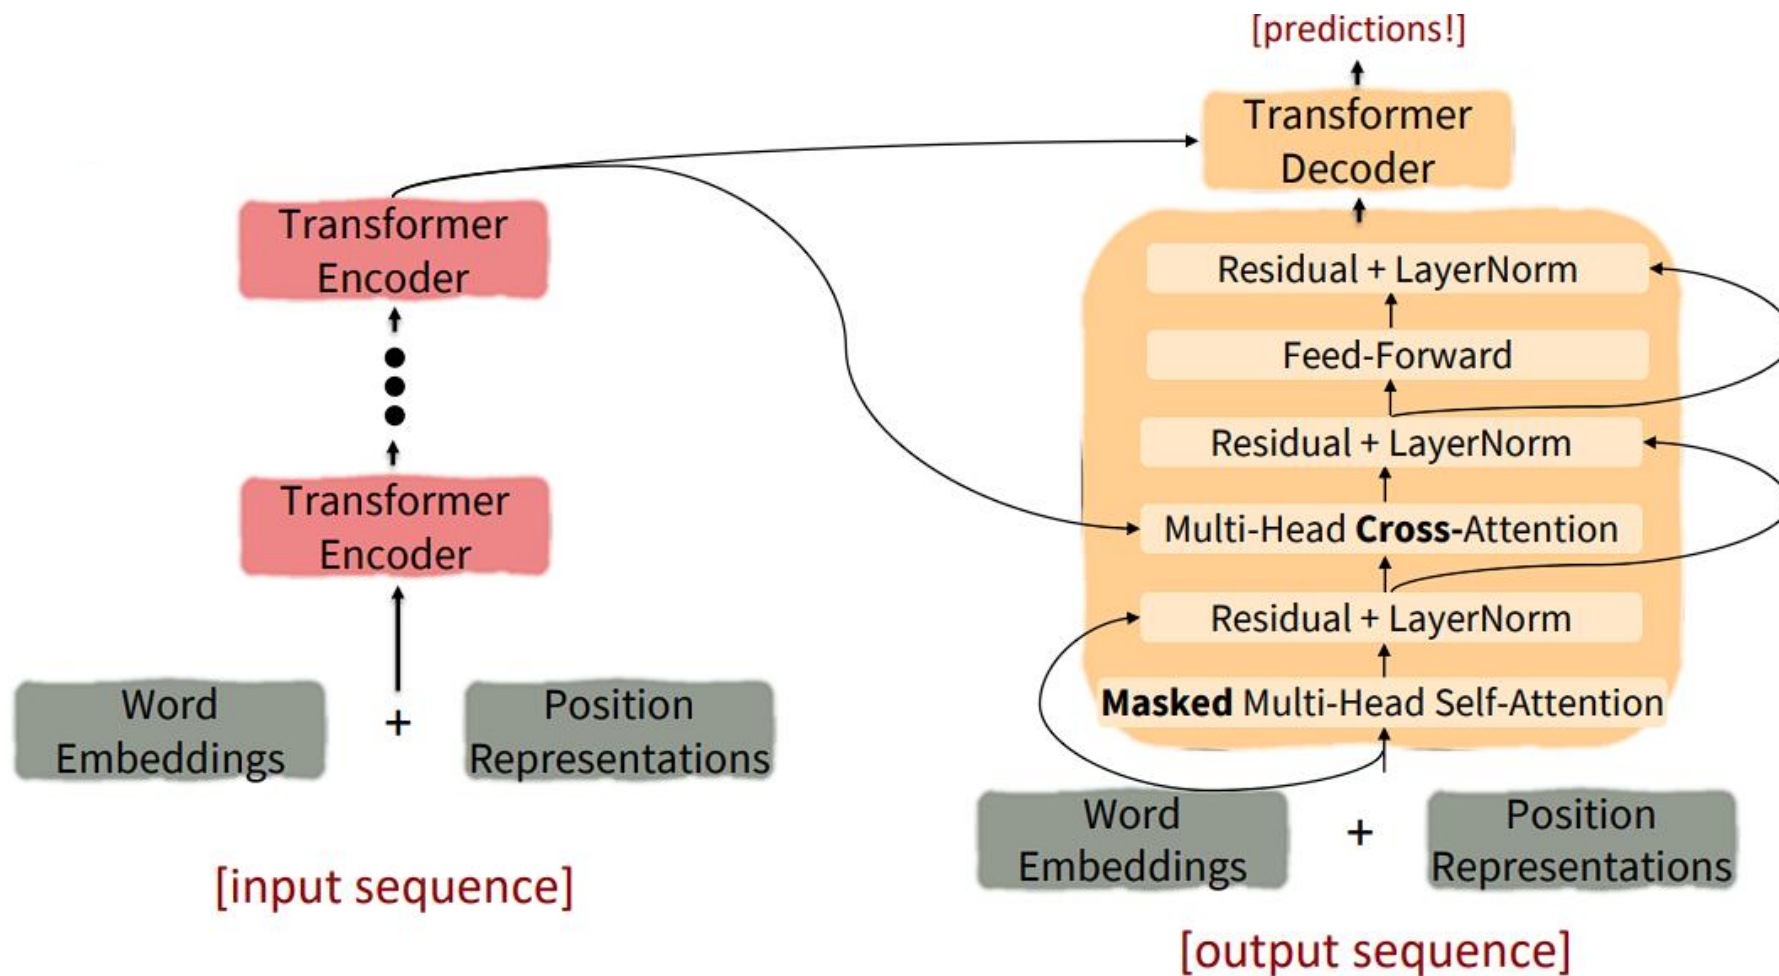 [predictions!]
Transformer
Decoder
Transformer
Encoder
Transformer
Encoder
Word
Embeddings
+
Position
Representations
[input sequence]
Residual + LayerNorm
Feed-Forward
Residual + LayerNorm
Multi-Head Cross-Attention
Residual + LayerNorm
Masked Multi-Head Self-Attention
Word
Embeddings
+
Position
Representations
[output sequence]